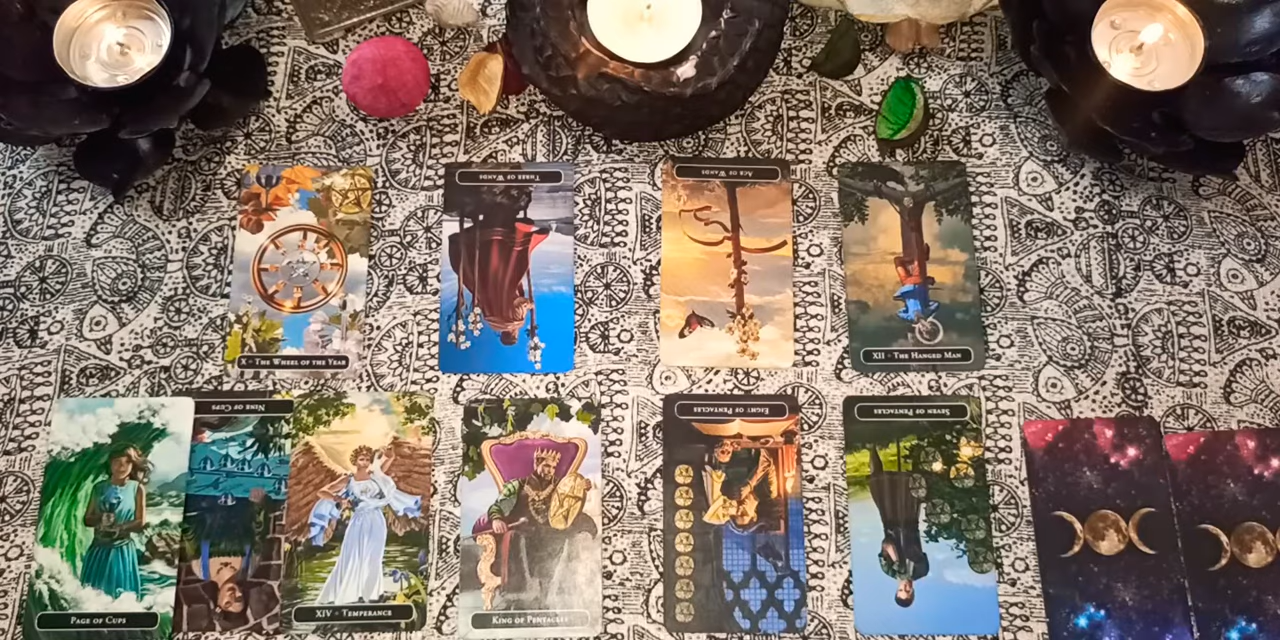 X - The Wheel of the Year
Three of Wands
Ace of Wands
XII - The Hanged Man
Page of Cups
Nine of Cups
XIV - Temperance
King of Pentacles
Eight of Pentacles
Seven of Pentacles